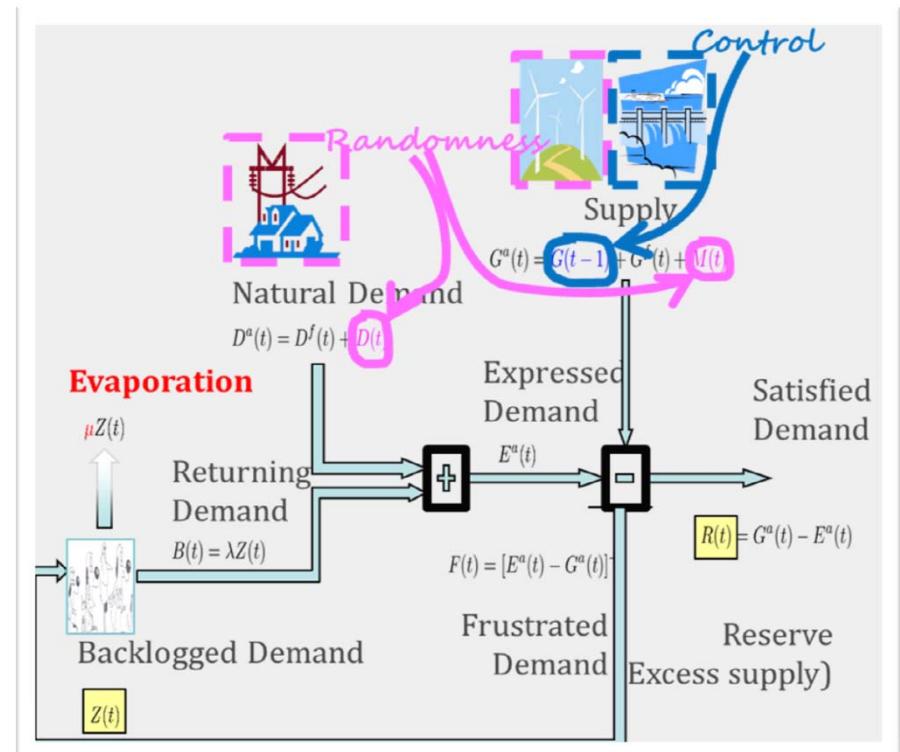 Control
Randomness
Supply
Gᵃ(t) = G(t−1) + Gᶠ(t) + M(t)
Natural Demand
Dᵃ(t) = Dᶠ(t) + D(t)
Evaporation
μZ(t)
Expressed
Demand
Eᵃ(t)
Satisfied
Demand
Returning
Demand
B(t) = λZ(t)
+
-
R(t) = Gᵃ(t) − Eᵃ(t)
F(t) = [Eᵃ(t) − Gᵃ(t)]
Frustrated
Demand
Reserve
Excess supply)
Backlogged Demand
Z(t)